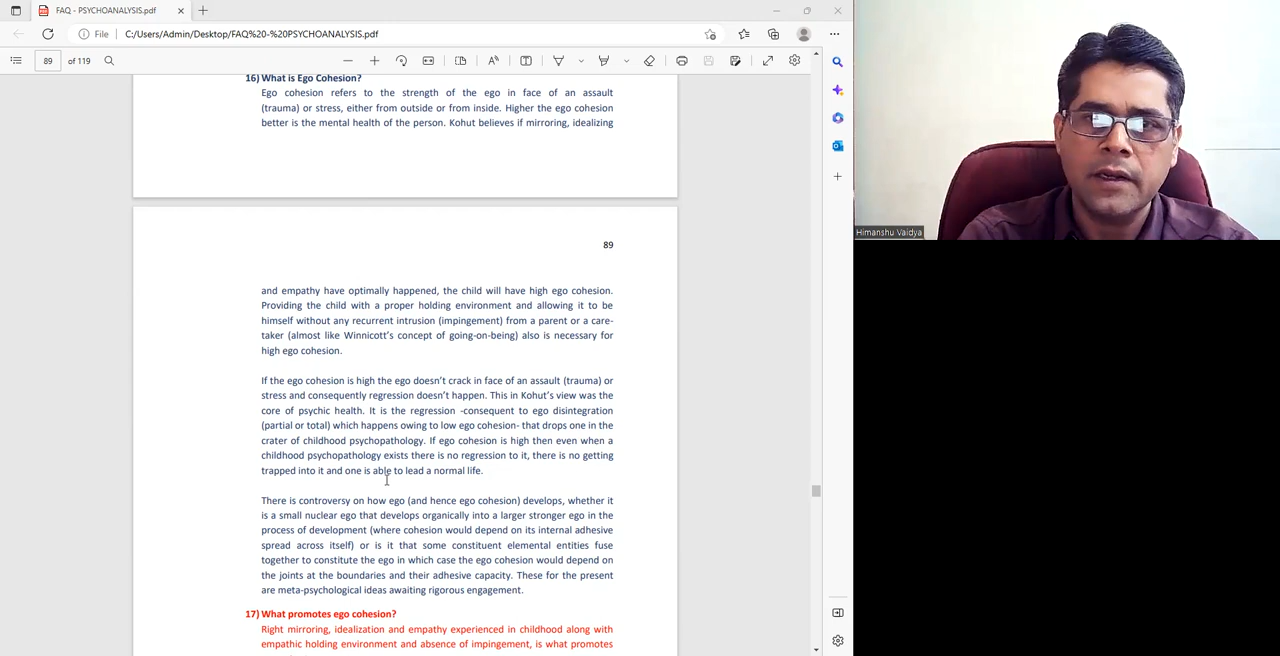 FAQ - PSYCHOANALYSIS.pdf
File
C:/Users/Admin/Desktop/FAQ%20-%20PSYCHOANALYSIS.pdf
89 of 119
16) What is Ego Cohesion?
Ego cohesion refers to the strength of the ego in face of an assault
(trauma) or stress, either from outside or from inside. Higher the ego cohesion
better is the mental health of the person. Kohut believes if mirroring, idealizing
89
and empathy have optimally happened, the child will have high ego cohesion.
Providing the child with a proper holding environment and allowing it to be
himself without any recurrent intrusion (impingement) from a parent or a care-
taker (almost like Winnicott's concept of going-on-being) also is necessary for
high ego cohesion.
If the ego cohesion is high the ego doesn't crack in face of an assault (trauma) or
stress and consequently regression doesn't happen. This in Kohut's view was the
core of psychic health. It is the regression -consequent to ego disintegration
(partial or total) which happens owing to low ego cohesion- that drops one in the
crater of childhood psychopathology. If ego cohesion is high then even when a
childhood psychopathology exists there is no regression to it, there is no getting
trapped into it and one is able to lead a normal life.
There is controversy on how ego (and hence ego cohesion) develops, whether it
is a small nuclear ego that develops organically into a larger stronger ego in the
process of development (where cohesion would depend on its internal adhesive
spread across itself) or is it that some constituent elemental entities fuse
together to constitute the ego in which case the ego cohesion would depend on
the joints at the boundaries and their adhesive capacity. These for the present
are meta-psychological ideas awaiting rigorous engagement.
17) What promotes ego cohesion?
Right mirroring, idealization and empathy experienced in childhood along with
empathic holding environment and absence of impingement, is what promotes
Himanshu Vaidya